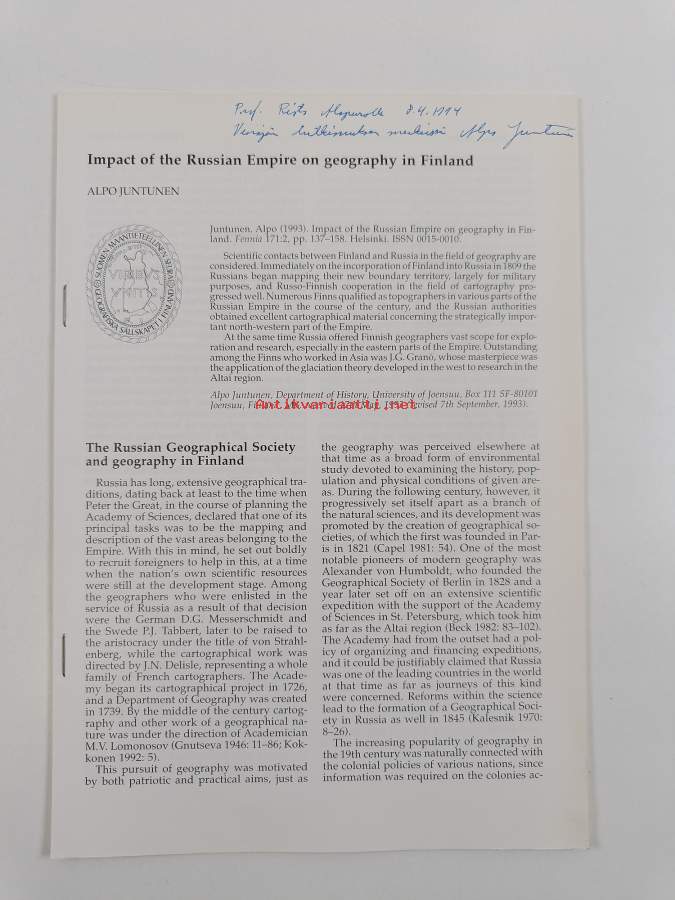 Prof. Risto Alapurolle 8.4.1994
Venäjän tutkimuksen merkeissä Alpo Juntunen
Impact of the Russian Empire on geography in Finland
ALPO JUNTUNEN
SUOMEN MAANTIETEELLINEN SEURA
GEOGRAFISKA SÄLLSKAPET I FINLAND
VIRIBVS
VNITIS
Juntunen, Alpo (1993). Impact of the Russian Empire on geography in Fin-
land. Fennia 171:2, pp. 137–158. Helsinki. ISSN 0015-0010.
Scientific contacts between Finland and Russia in the field of geography are
considered. Immediately on the incorporation of Finland into Russia in 1809 the
Russians began mapping their new boundary territory, largely for military
purposes, and Russo-Finnish cooperation in the field of cartography pro-
gressed well. Numerous Finns qualified as topographers in various parts of the
Russian Empire in the course of the century, and the Russian authorities
obtained excellent cartographical material concerning the strategically impor-
tant north-western part of the Empire.
At the same time Russia offered Finnish geographers vast scope for explo-
ration and research, especially in the eastern parts of the Empire. Outstanding
among the Finns who worked in Asia was J.G. Granö, whose masterpiece was
the application of the glaciation theory developed in the west to research in the
Altai region.
Alpo Juntunen, Department of History, University of Joensuu, Box 111 SF-80101
Joensuu, 1993 (revised 7th September, 1993).
Antikvariaatti.net
The Russian Geographical Society
and geography in Finland
Russia has long, extensive geographical tra-
ditions, dating back at least to the time when
Peter the Great, in the course of planning the
Academy of Sciences, declared that one of its
principal tasks was to be the mapping and
description of the vast areas belonging to the
Empire. With this in mind, he set out boldly
to recruit foreigners to help in this, at a time
when the nation's own scientific resources
were still at the development stage. Among
the geographers who were enlisted in the
service of Russia as a result of that decision
were the German D.G. Messerschmidt and
the Swede P.J. Tabbert, later to be raised to
the aristocracy under the title of von Strahl-
enberg, while the cartographical work was
directed by J.N. Delisle, representing a whole
family of French cartographers. The Acade-
my began its cartographical project in 1726,
and a Department of Geography was created
in 1739. By the middle of the century cartog-
raphy and other work of a geographical na-
ture was under the direction of Academician
M.V. Lomonosov (Gnutseva 1946: 11–86; Kok-
konen 1992: 5).
This pursuit of geography was motivated
by both patriotic and practical aims, just as
the geography was perceived elsewhere at
that time as a broad form of environmental
study devoted to examining the history, pop-
ulation and physical conditions of given are-
as. During the following century, however, it
progressively set itself apart as a branch of
the natural sciences, and its development was
promoted by the creation of geographical so-
cieties, of which the first was founded in Par-
is in 1821 (Capel 1981: 54). One of the most
notable pioneers of modern geography was
Alexander von Humboldt, who founded the
Geographical Society of Berlin in 1828 and a
year later set off on an extensive scientific
expedition with the support of the Academy
of Sciences in St. Petersburg, which took him
as far as the Altai region (Beck 1982: 83–102).
The Academy had from the outset had a pol-
icy of organizing and financing expeditions,
and it could be justifiably claimed that Russia
was one of the leading countries in the world
at that time as far as journeys of this kind
were concerned. Reforms within the science
lead to the formation of a Geographical Soci-
ety in Russia as well in 1845 (Kalesnik 1970:
8–26).
The increasing popularity of geography in
the 19th century was naturally connected with
the colonial policies of various nations, since
information was required on the colonies ac-